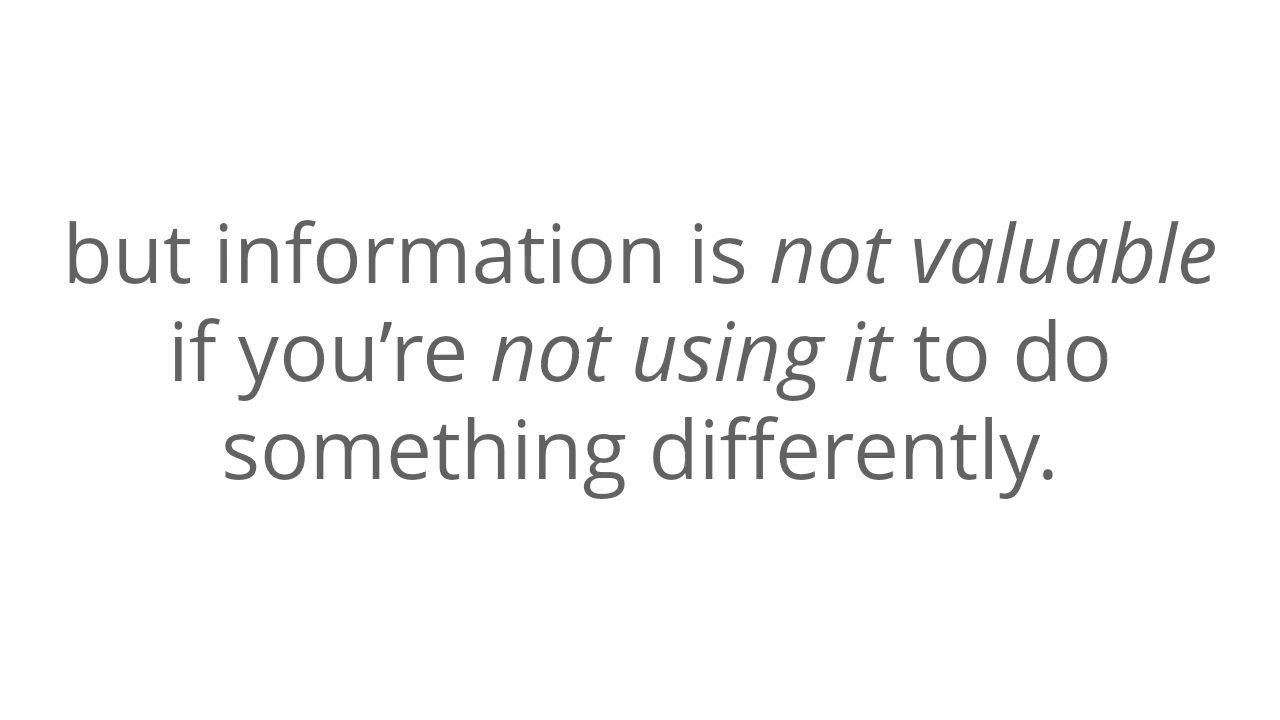 but information is not valuable
if you’re not using it to do
something differently.